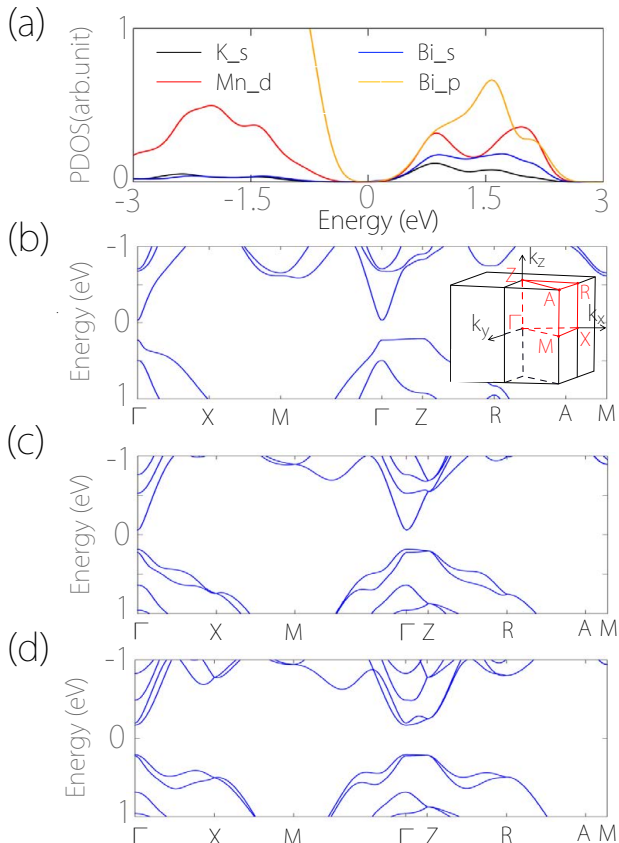 (a)
PDOS(arb.unit)
1
0
K_s
Mn_d
Bi_s
Bi_p
-3
-1.5
0
1.5
3
Energy (eV)
(b)
Energy (eV)
-1
0
1
Γ X M Γ Z R A M
k_z
Z
R
A
k_x
Γ
k_y
M
X
(c)
Energy (eV)
-1
0
1
Γ X M Γ Z R A M
(d)
Energy (eV)
-1
0
1
Γ X M Γ Z R A M